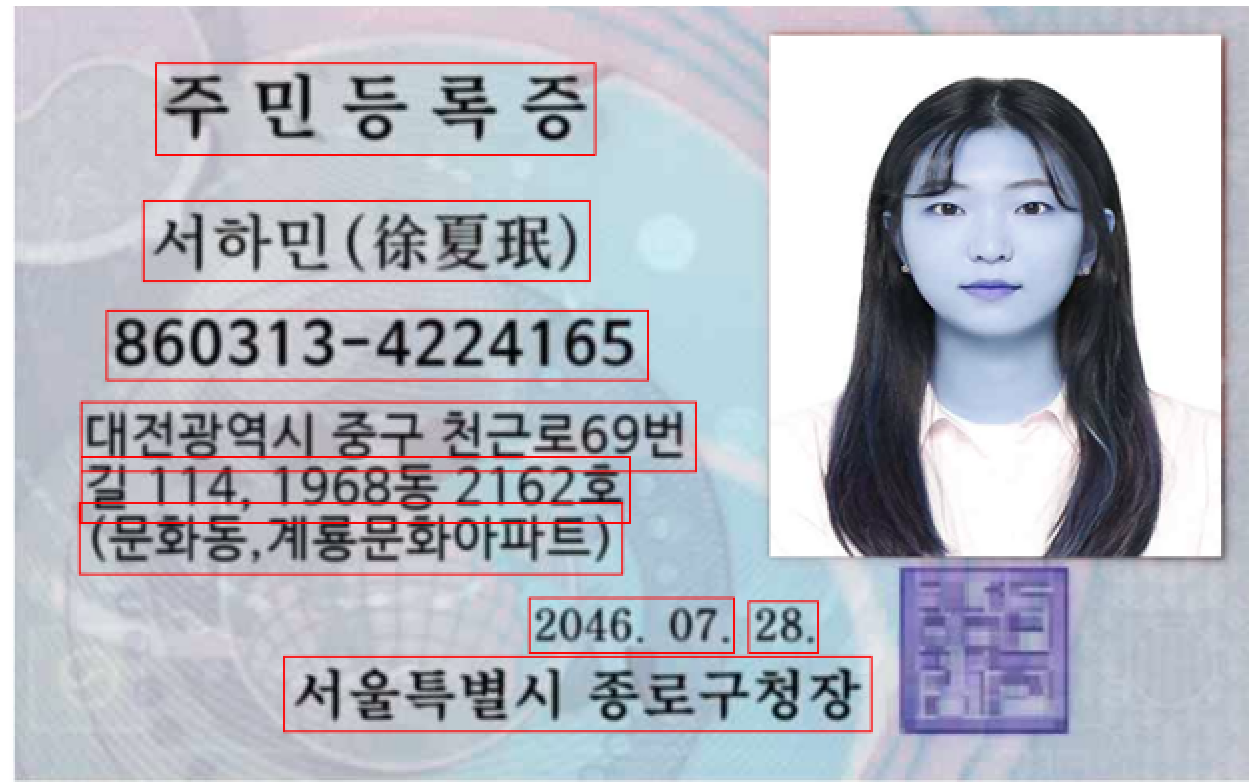 주민등록증
서하민(徐夏珉)
860313-4224165
대전광역시 중구 천근로69번
길 114, 1968동 2162호
(문화동,계룡문화아파트)
2046. 07. 28.
서울특별시 종로구청장